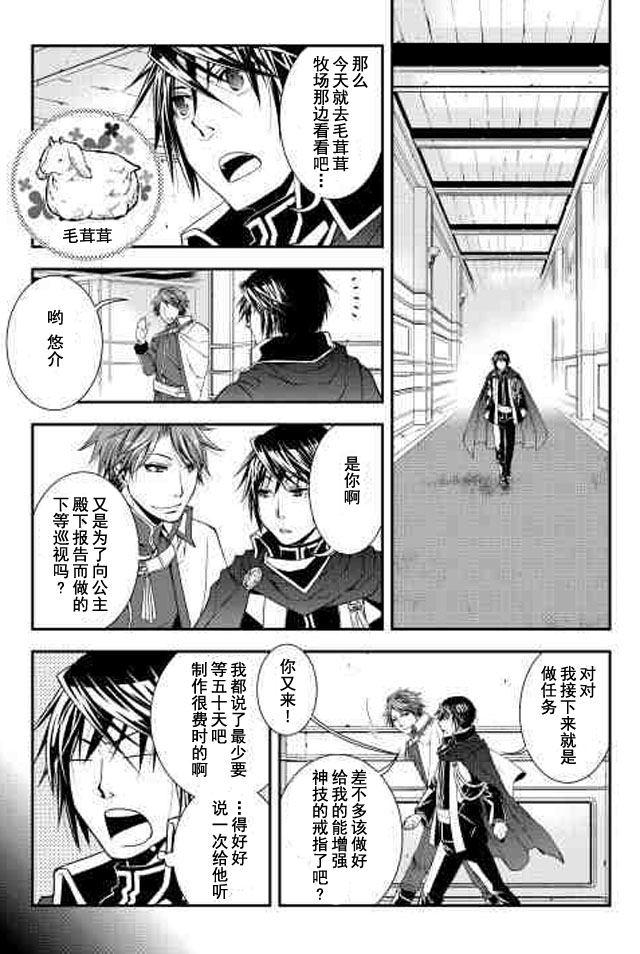 那么
今天就去毛茸茸
牧场那边看看吧…
毛茸茸
哟 悠介
是你啊
又是为了向公主
殿下报告而做的
下等巡视吗？
对对
我接下来就是
做任务
差不多该做好
给我的能增强
神技的戒指了吧？
你又来！
我都说了最少要
等五十天吧
制作很费时的啊
…得好好
说一次给他听